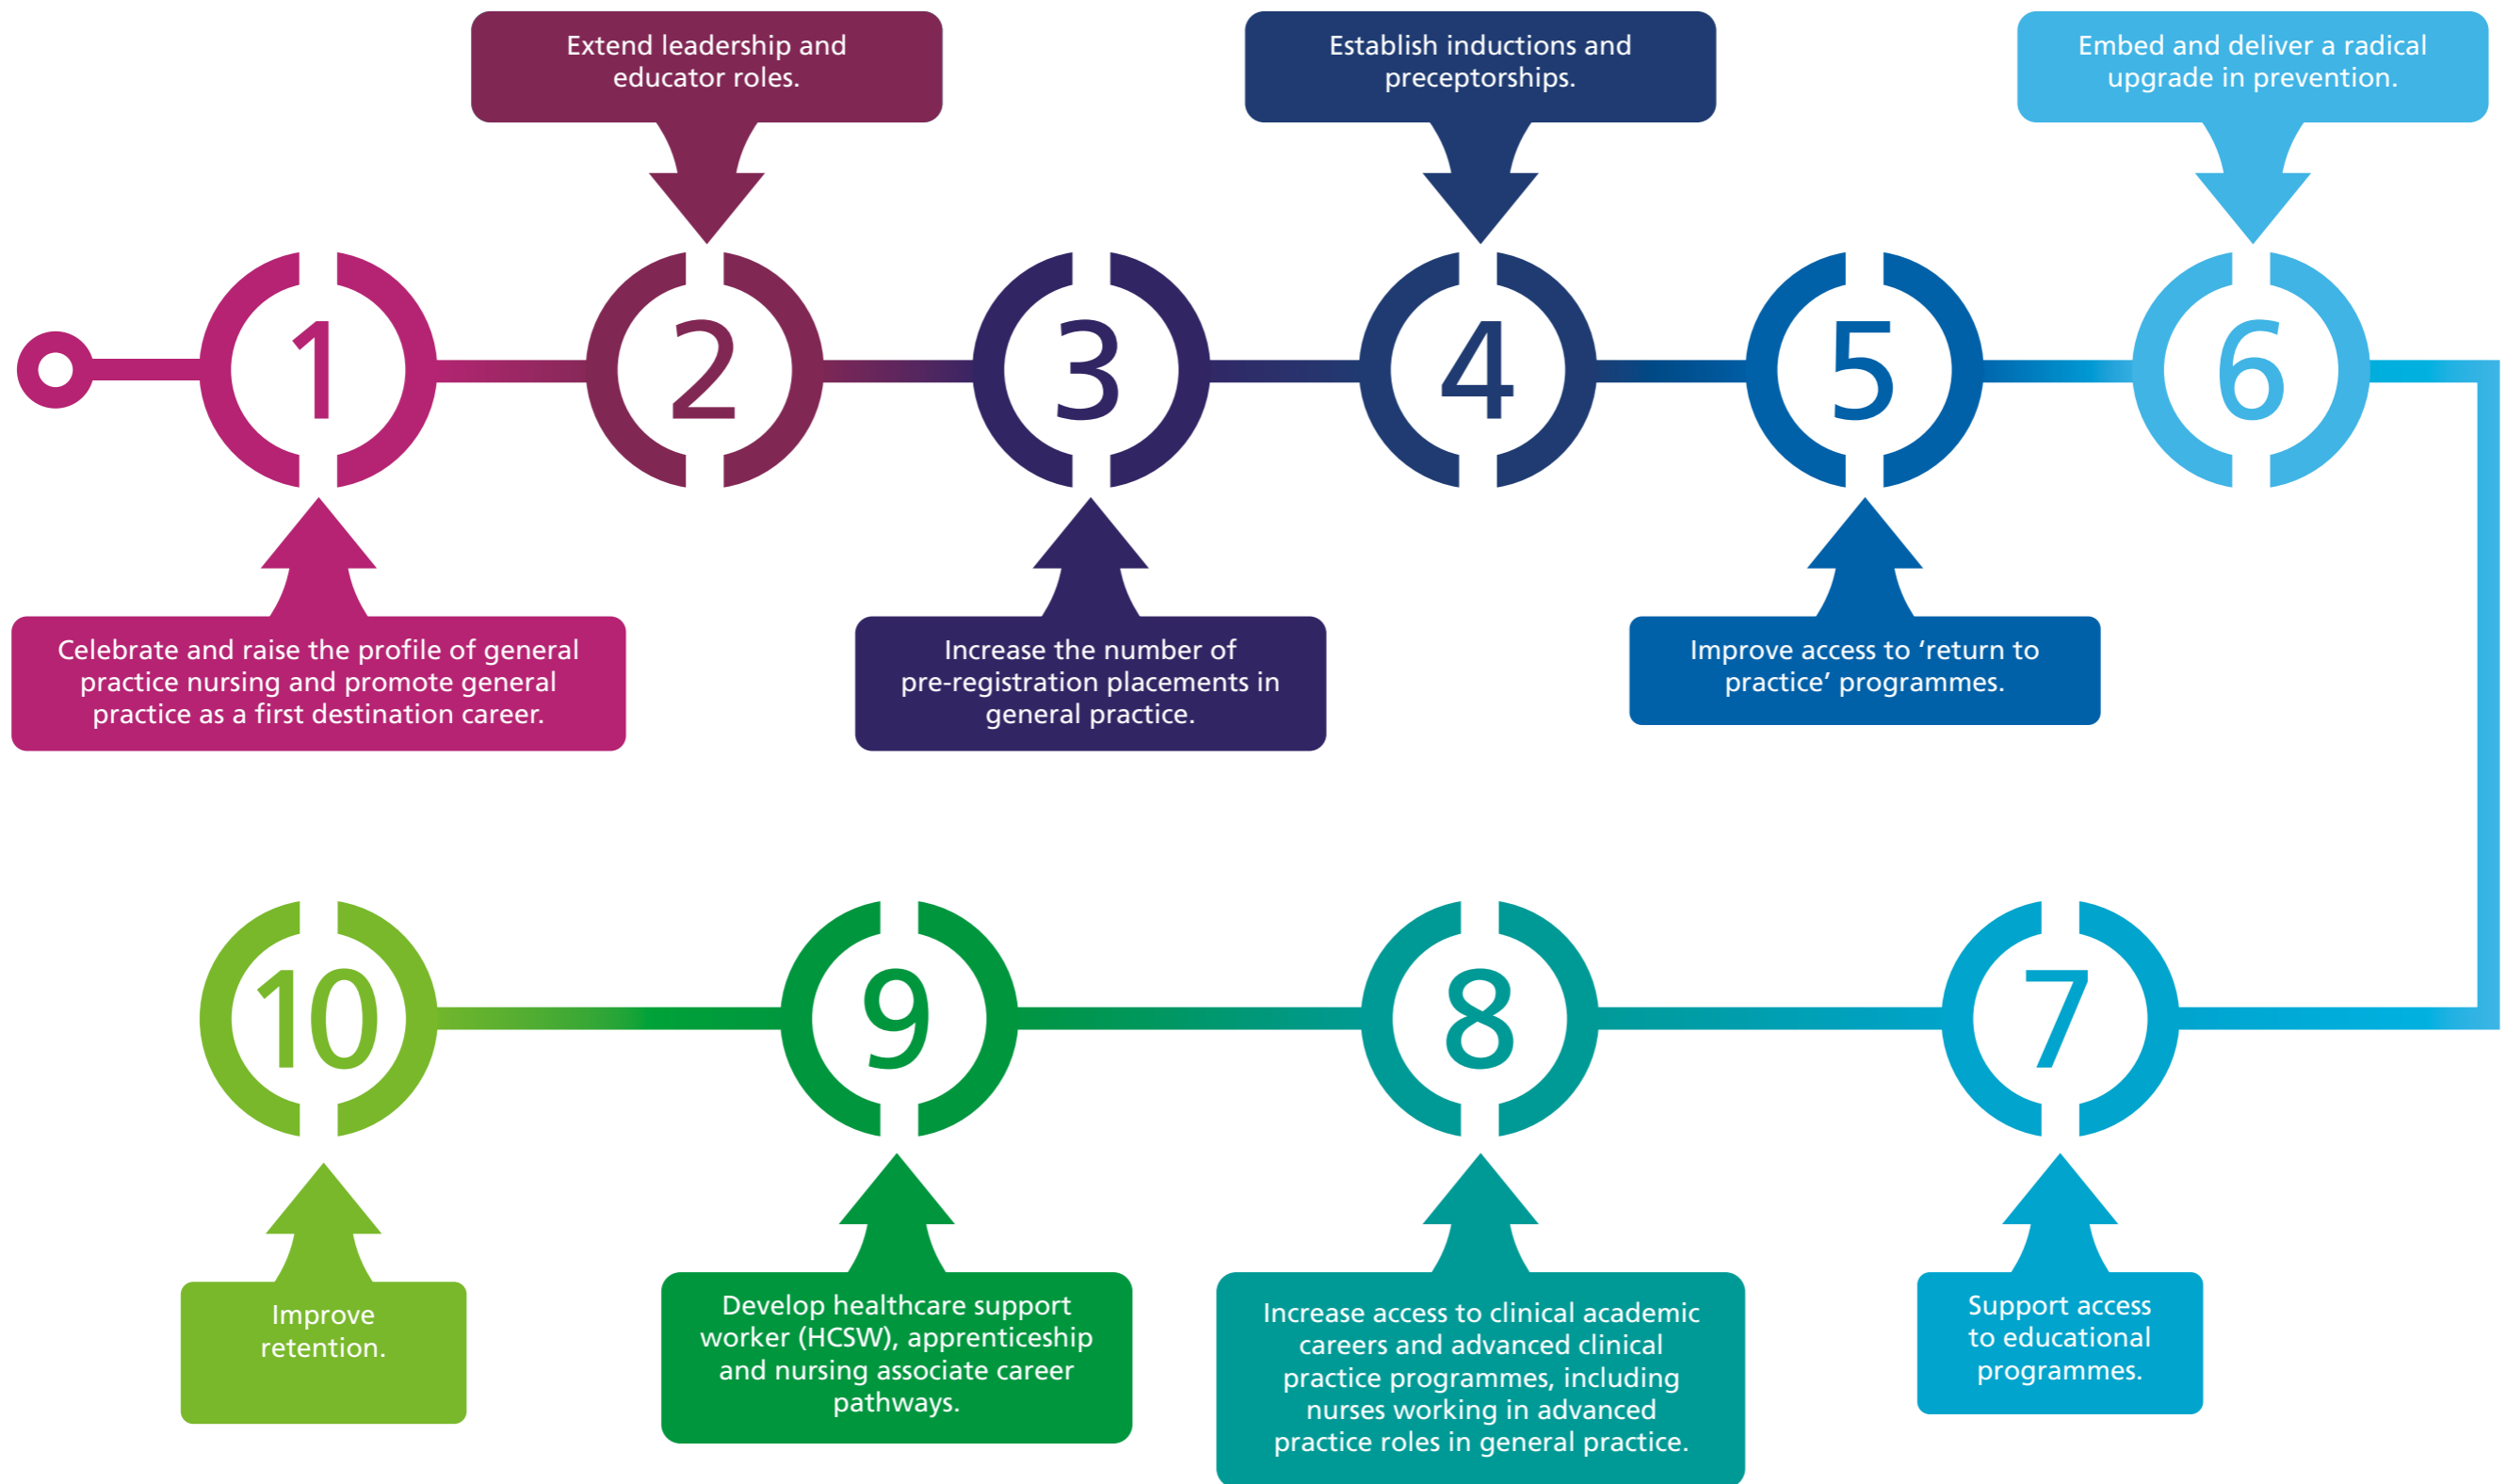 1
Celebrate and raise the profile of general
practice nursing and promote general
practice as a first destination career.
2
Extend leadership and
educator roles.
3
Increase the number of
pre-registration placements in
general practice.
4
Establish inductions and
preceptorships.
5
Improve access to ‘return to
practice’ programmes.
6
Embed and deliver a radical
upgrade in prevention.
7
Support access
to educational
programmes.
8
Increase access to clinical academic
careers and advanced clinical
practice programmes, including
nurses working in advanced
practice roles in general practice.
9
Develop healthcare support
worker (HCSW), apprenticeship
and nursing associate career
pathways.
10
Improve
retention.